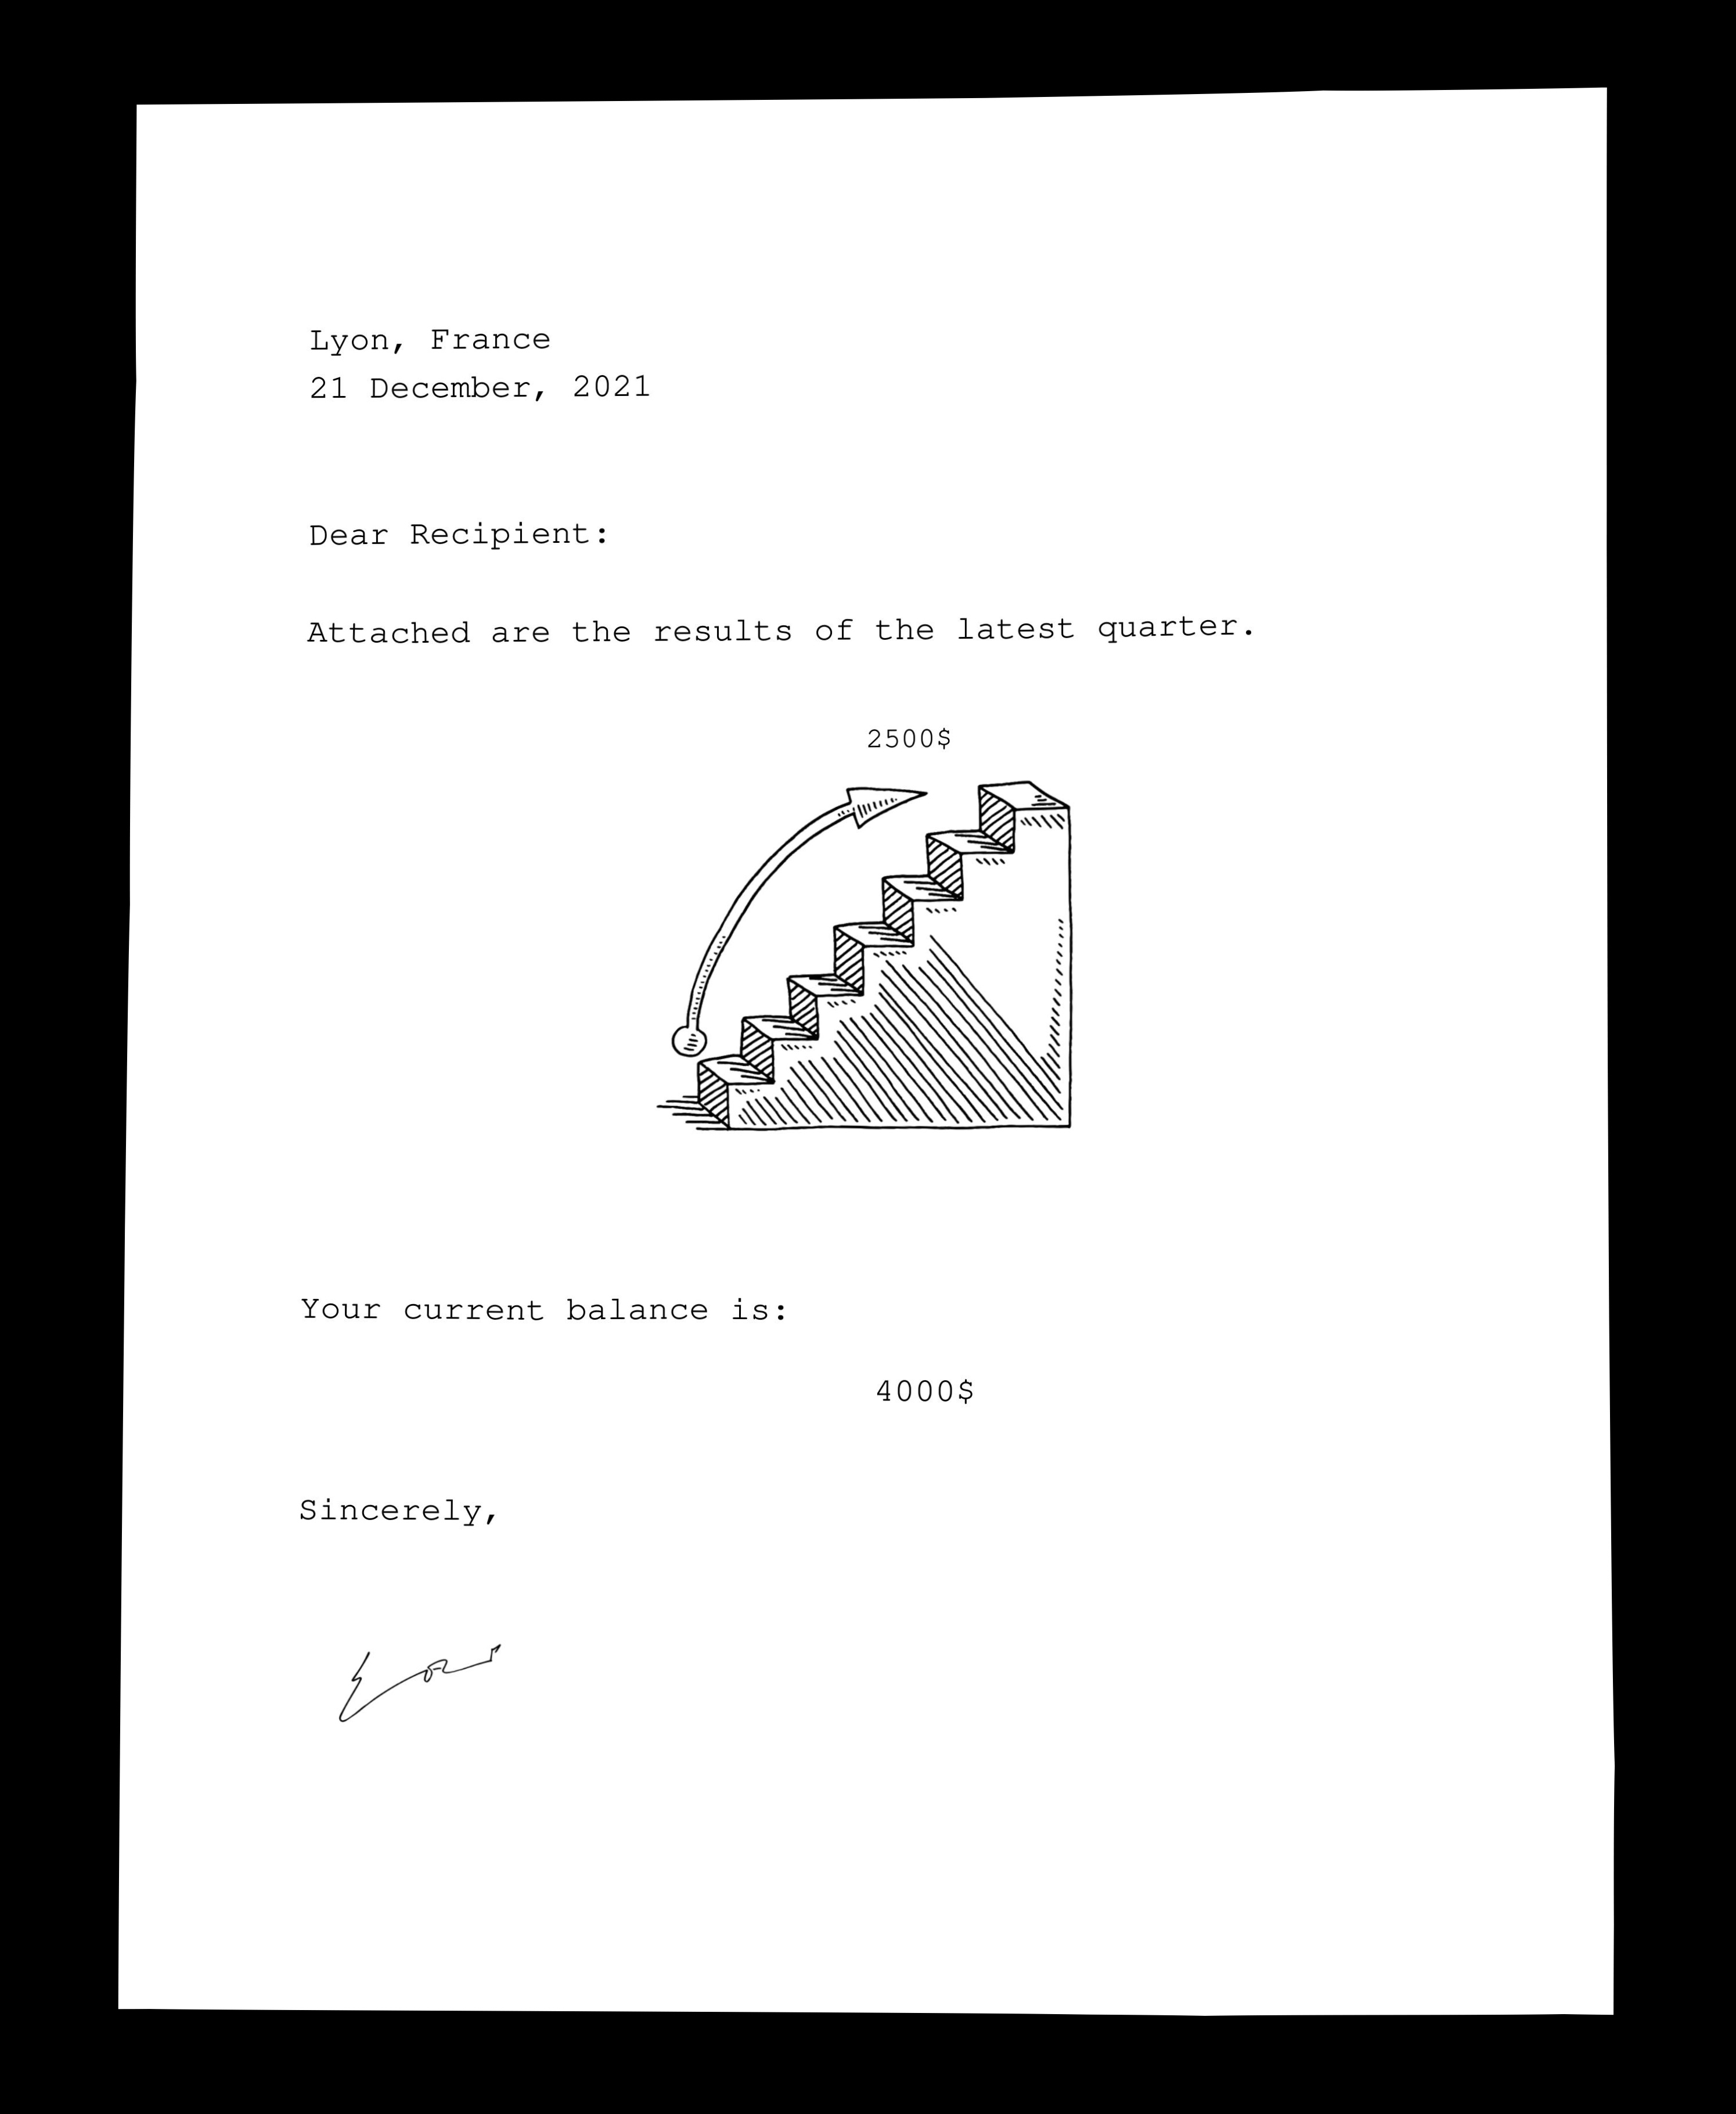 Lyon, France
21 December, 2021
Dear Recipient:
Attached are the results of the latest quarter.
2500$
Your current balance is:
4000$
Sincerely,